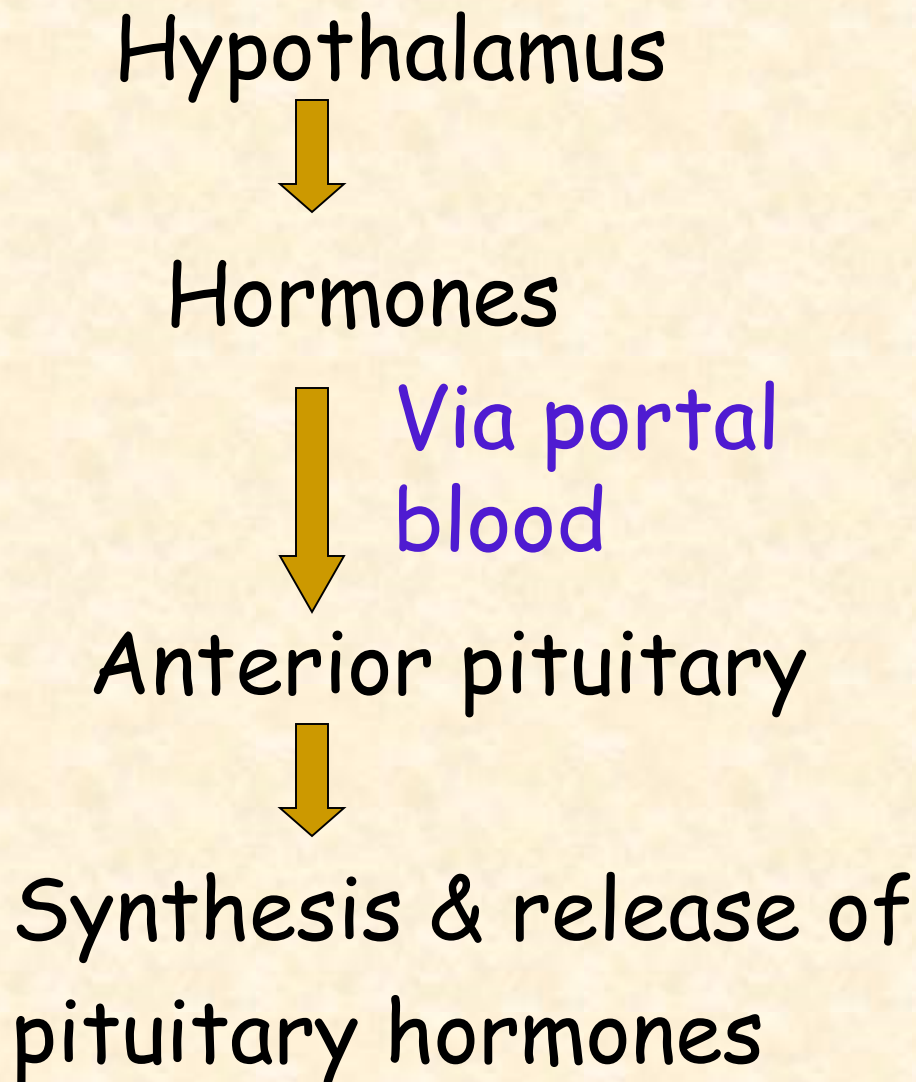 Hypothalamus
Hormones
Via portal
blood
Anterior pituitary
Synthesis & release of
pituitary hormones